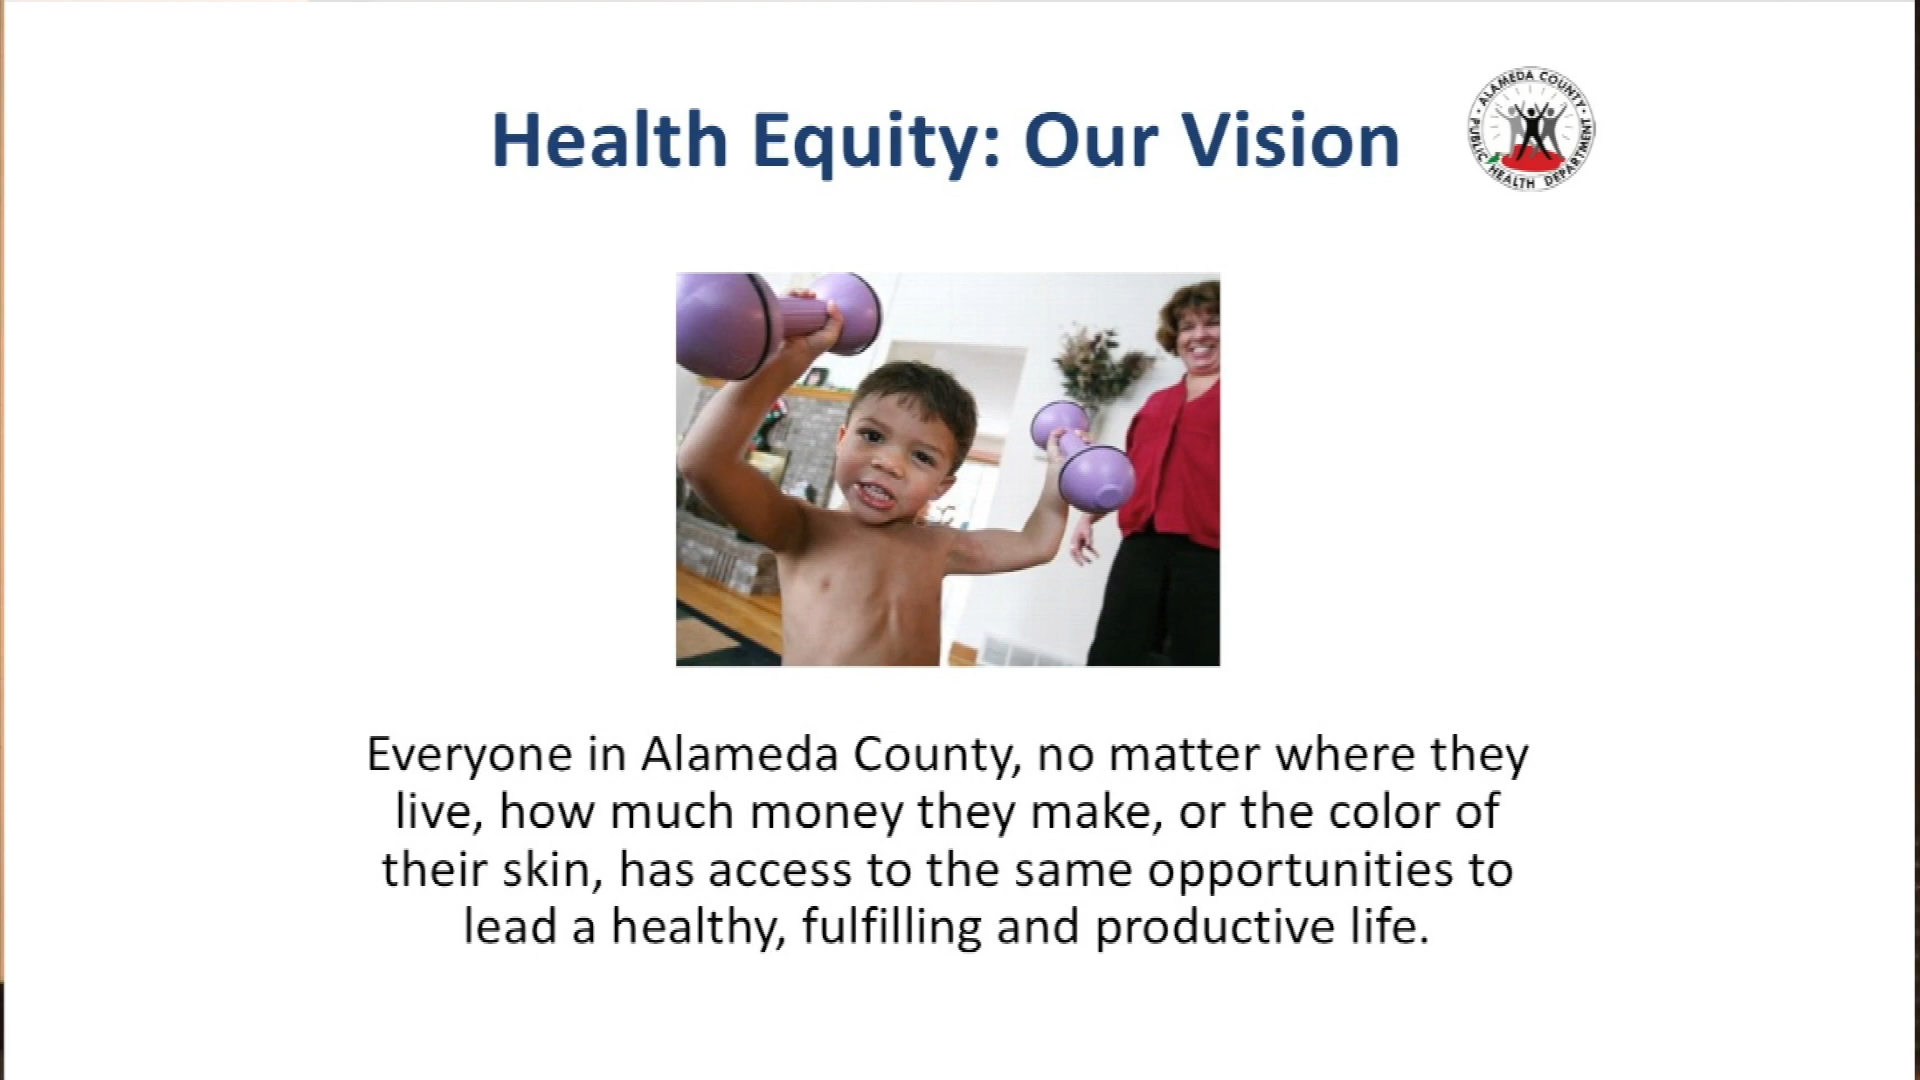 Health Equity: Our Vision
ALAMEDA COUNTY
PUBLIC HEALTH DEPARTMENT
Everyone in Alameda County, no matter where they
live, how much money they make, or the color of
their skin, has access to the same opportunities to
lead a healthy, fulfilling and productive life.